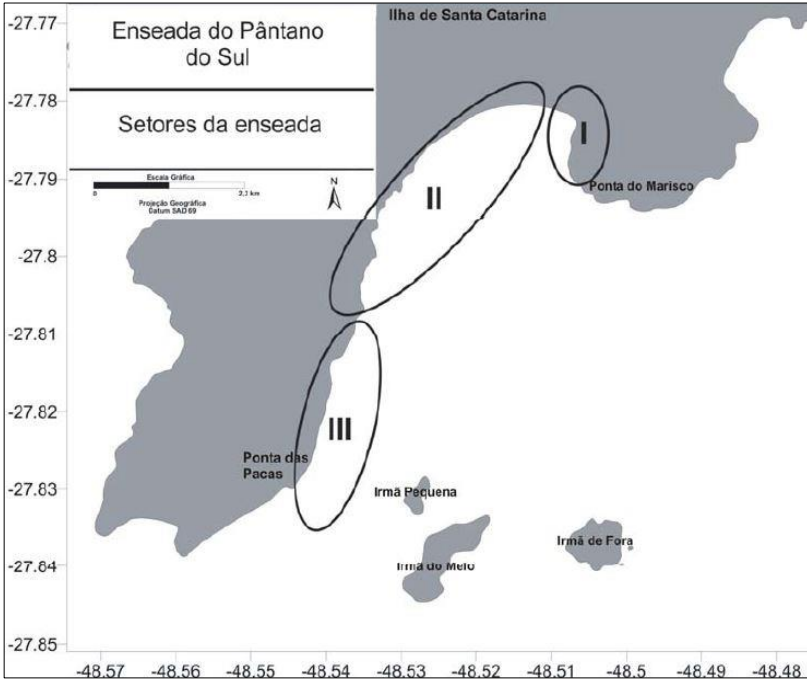 Enseada do Pântano
do Sul
Setores da enseada
Escala Gráfica
0
Projeção Geográfica
Datum SAD 69
N
Ilha de Santa Catarina
I
Ponta do Marisco
II
III
Ponta das
Pacas
Irmã Pequena
Irmã do Meio
Irmã de Fora
-27.77
-27.78
-27.79
-27.8
-27.81
-27.82
-27.83
-27.84
-27.85
-48.57
-48.56
-48.55
-48.54
-48.53
-48.52
-48.51
-48.5
-48.49
-48.48